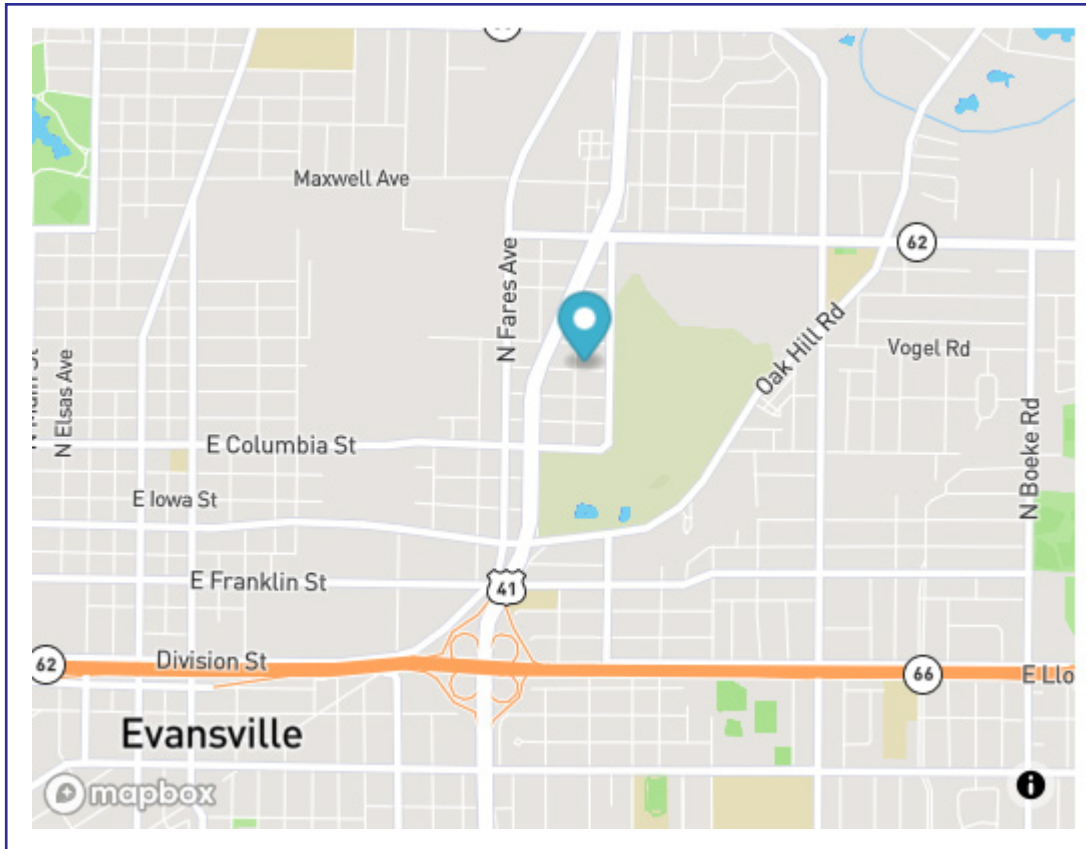 Maxwell Ave
62
N Fares Ave
Oak Hill Rd
Vogel Rd
N Elsas Ave
E Columbia St
N Boeke Rd
E Iowa St
E Franklin St
41
62
Division St
66
E Llo
Evansville
mapbox
i